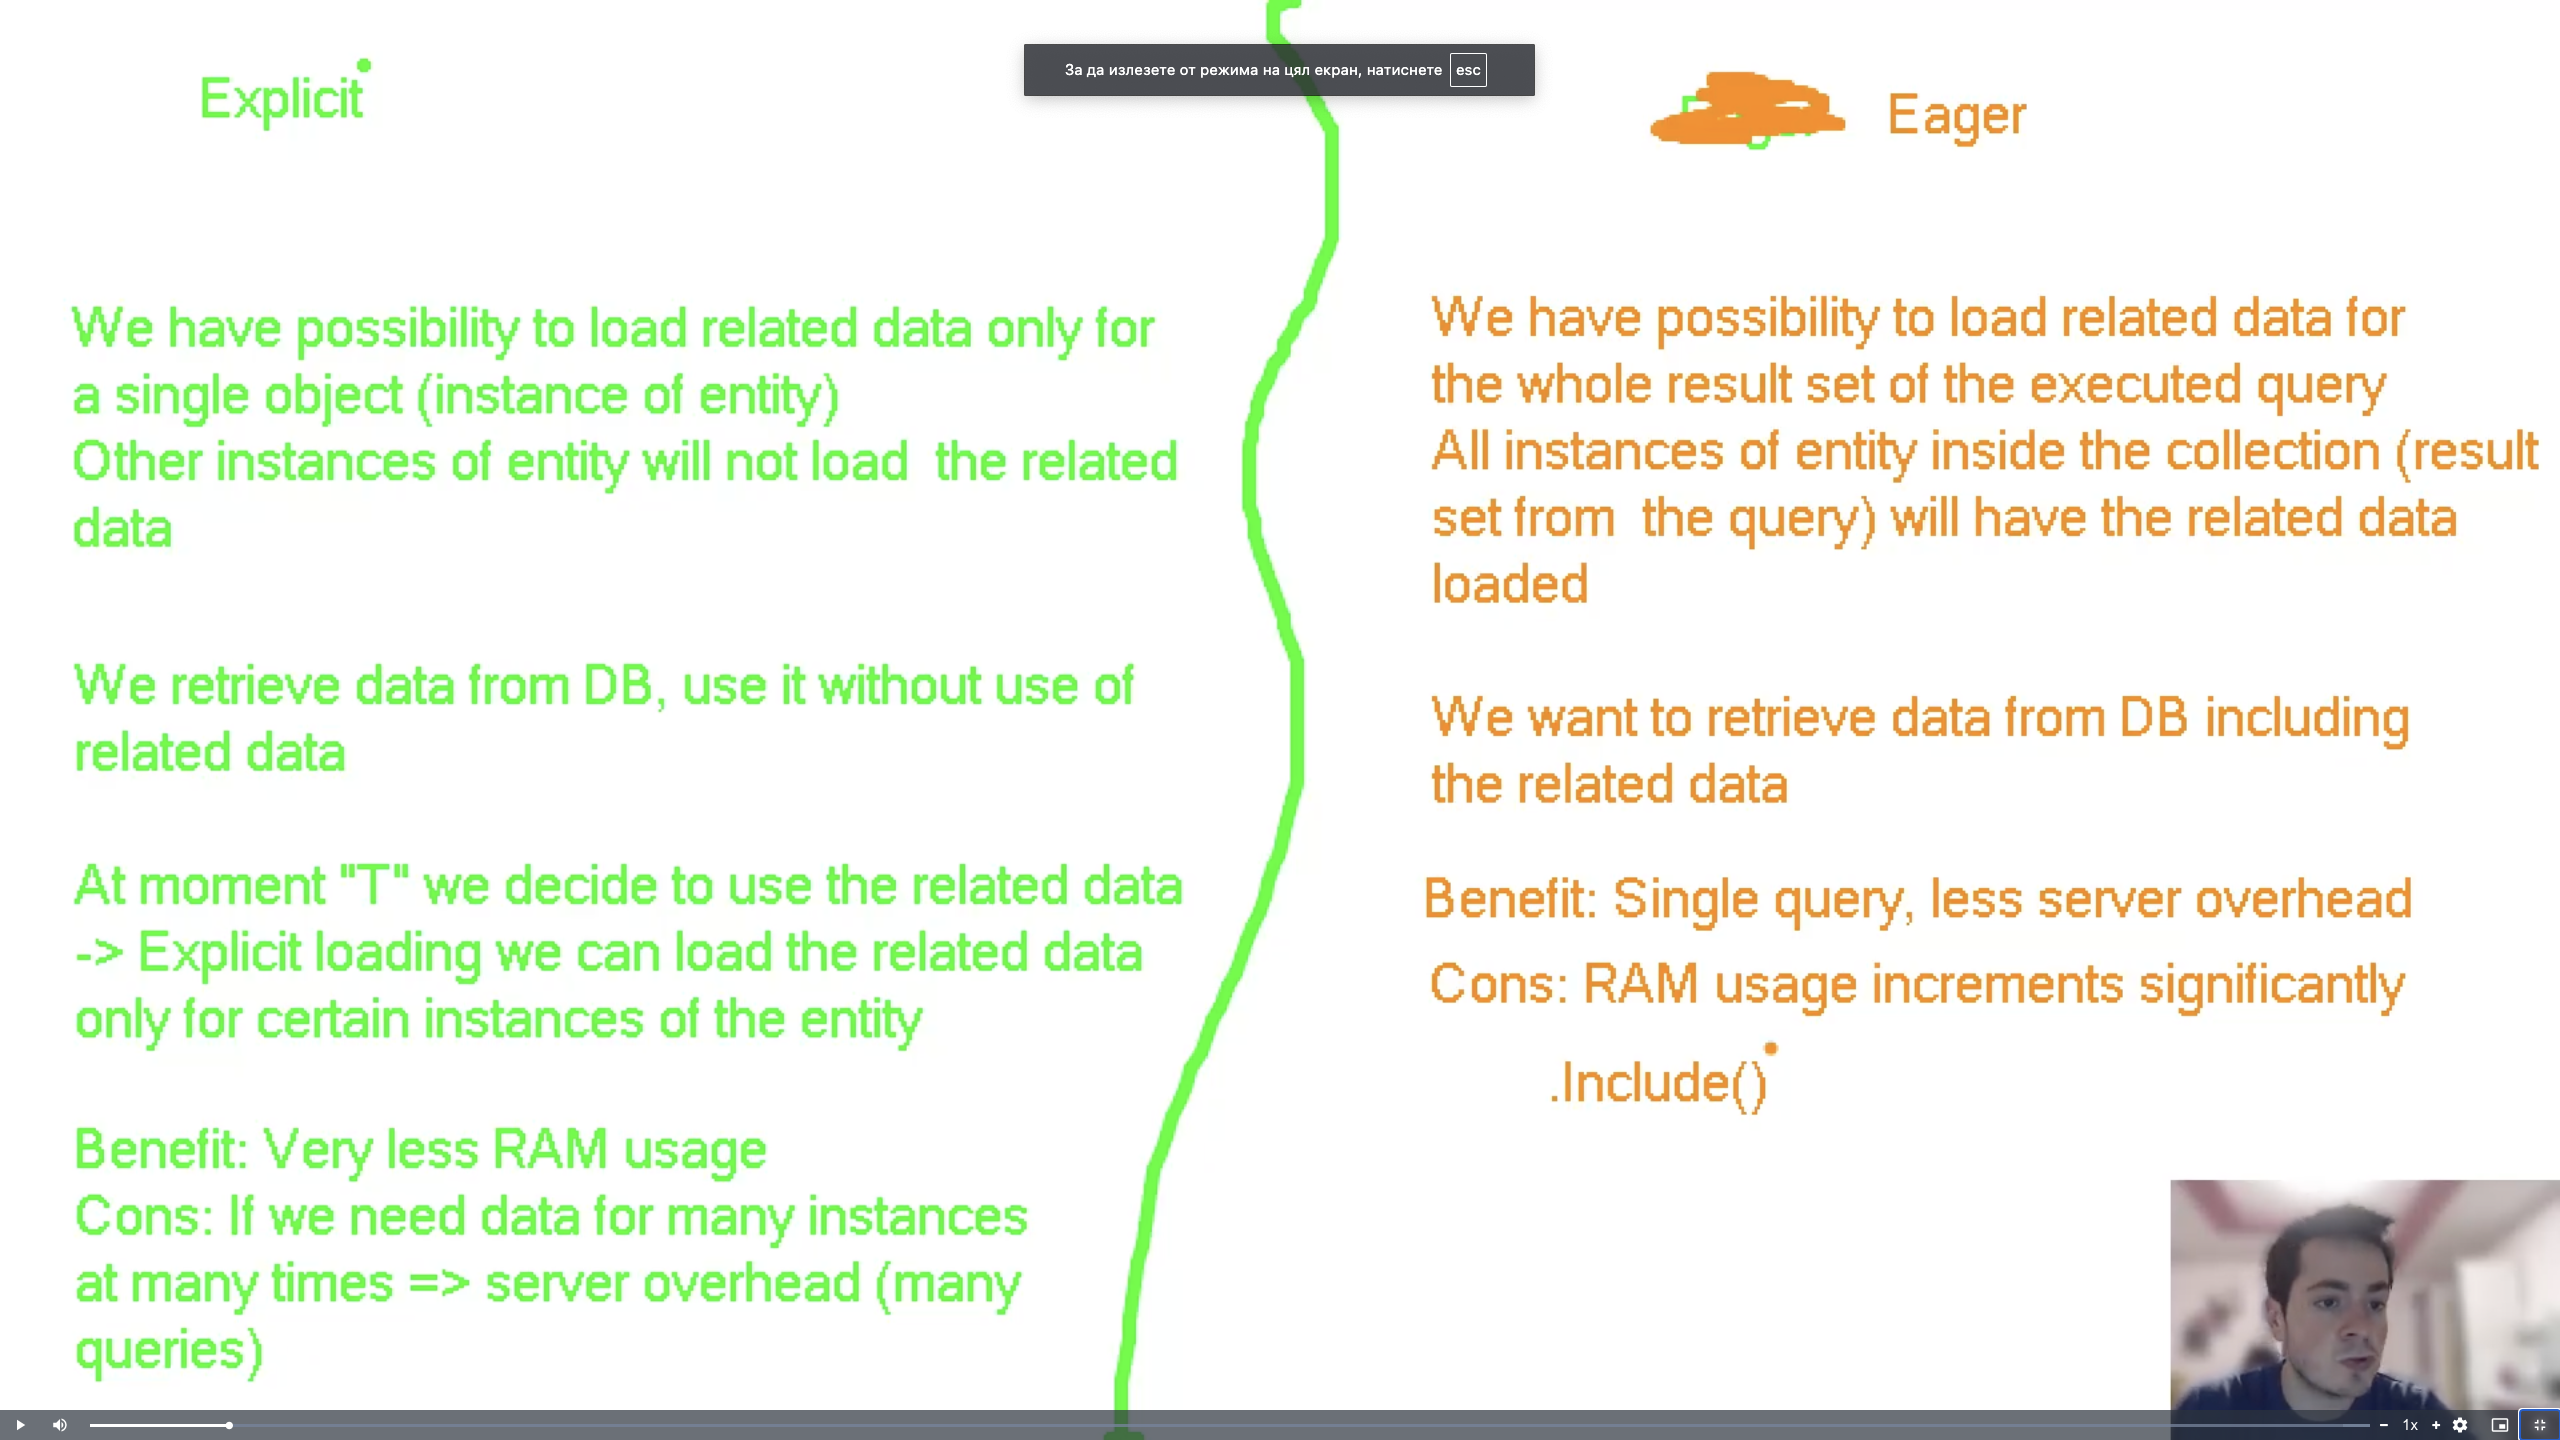 За да излезете от режима на цял екран, натиснете esc
Explicit
We have possibility to load related data only for
a single object (instance of entity)
Other instances of entity will not load the related
data
We retrieve data from DB, use it without use of
related data
At moment "T" we decide to use the related data
-> Explicit loading we can load the related data
only for certain instances of the entity
Benefit: Very less RAM usage
Cons: If we need data for many instances
at many times => server overhead (many
queries)
Eager
We have possibility to load related data for
the whole result set of the executed query
All instances of entity inside the collection (result
set from the query) will have the related data
loaded
We want to retrieve data from DB including
the related data
Benefit: Single query, less server overhead
Cons: RAM usage increments significantly
.Include()
1x